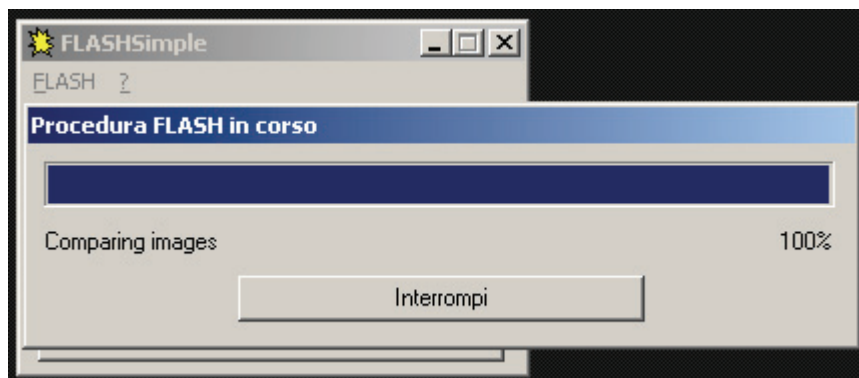 FLASHSimple
FLASH ?
Procedura FLASH in corso
Comparing images 100%
Interrompi